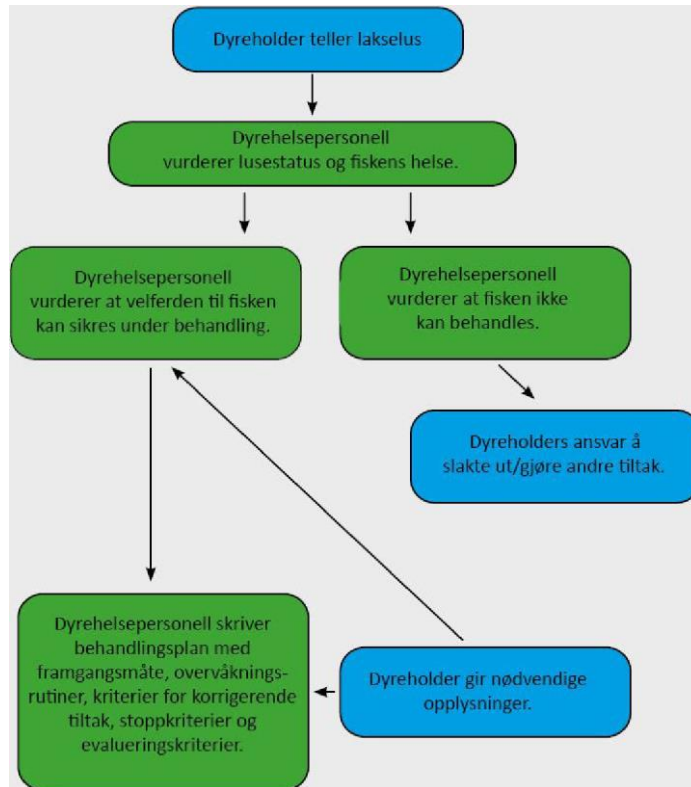 Dyreholder teller lakselus
Dyrehelsepersonell
vurderer lusestatus og fiskens helse.
Dyrehelsepersonell
vurderer at velferden til fisken
kan sikres under behandling.
Dyrehelsepersonell
vurderer at fisken ikke
kan behandles.
Dyreholders ansvar å
slakte ut/gjøre andre tiltak.
Dyrehelsepersonell skriver
behandlingsplan med
framgangsmåte, overvåknings-
rutiner, kriterier for korrigerende
tiltak, stoppkriterier og
evalueringskriterier.
Dyreholder gir nødvendige
opplysninger.